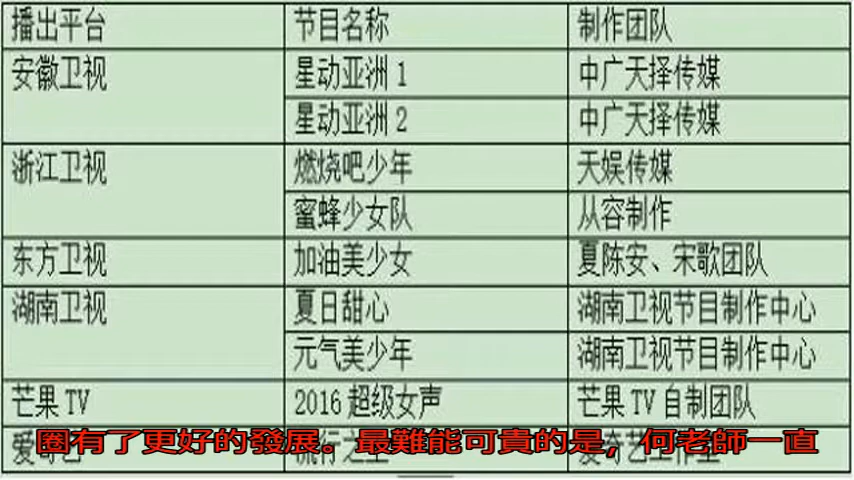 播出平台 节目名称 制作团队
安徽卫视 星动亚洲 1 中广天择传媒
星动亚洲 2 中广天择传媒
浙江卫视 燃烧吧少年 天娱传媒
蜜蜂少女队 从容制作
东方卫视 加油美少女 夏陈安、宋歌团队
湖南卫视 夏日甜心 湖南卫视节目制作中心
元气美少年 湖南卫视节目制作中心
芒果 TV 2016 超级女声 芒果 TV 自制团队
圈有了更好的發展。最難能可貴的是，何老師一直